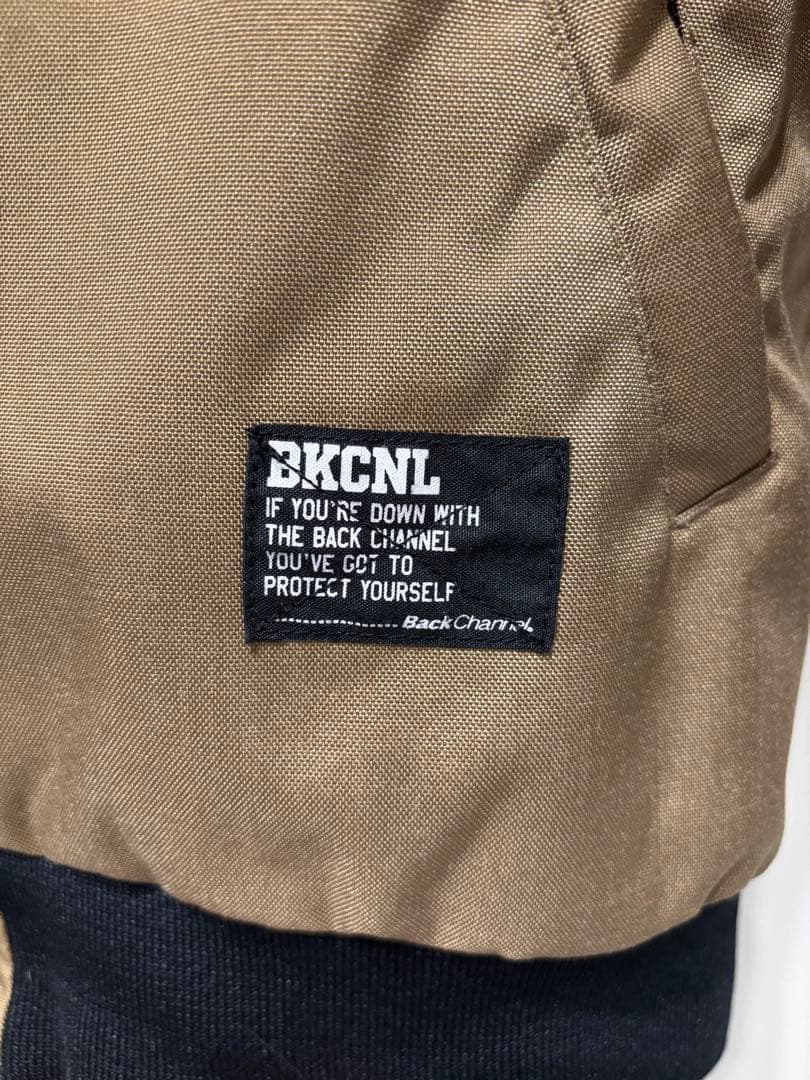 BKCNL
IF YOU'RE DOWN WITH
THE BACK CHANNEL
YOU'VE GOT TO
PROTECT YOURSELF
BackChannel.